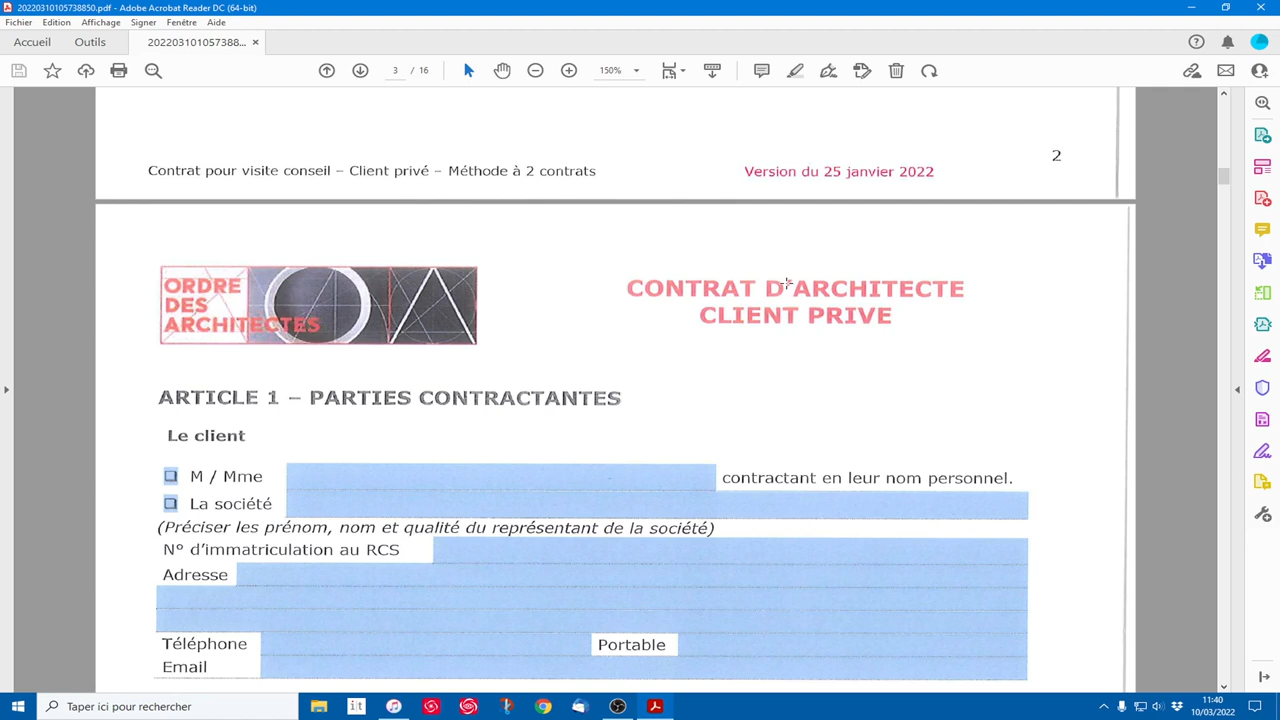 20220310105738850.pdf - Adobe Acrobat Reader DC (64-bit)
Fichier Edition Affichage Signer Fenêtre Aide
Accueil Outils 202203101057388... ×
3 / 16 150%
2
Contrat pour visite conseil – Client privé – Méthode à 2 contrats Version du 25 janvier 2022
ORDRE
DES
ARCHITECTES
OA
CONTRAT D'ARCHITECTE
CLIENT PRIVE
ARTICLE 1 – PARTIES CONTRACTANTES
Le client
M / Mme contractant en leur nom personnel.
La société
(Préciser les prénom, nom et qualité du représentant de la société)
N° d'immatriculation au RCS
Adresse
Téléphone Portable
Email
Taper ici pour rechercher
it
11:40
10/03/2022